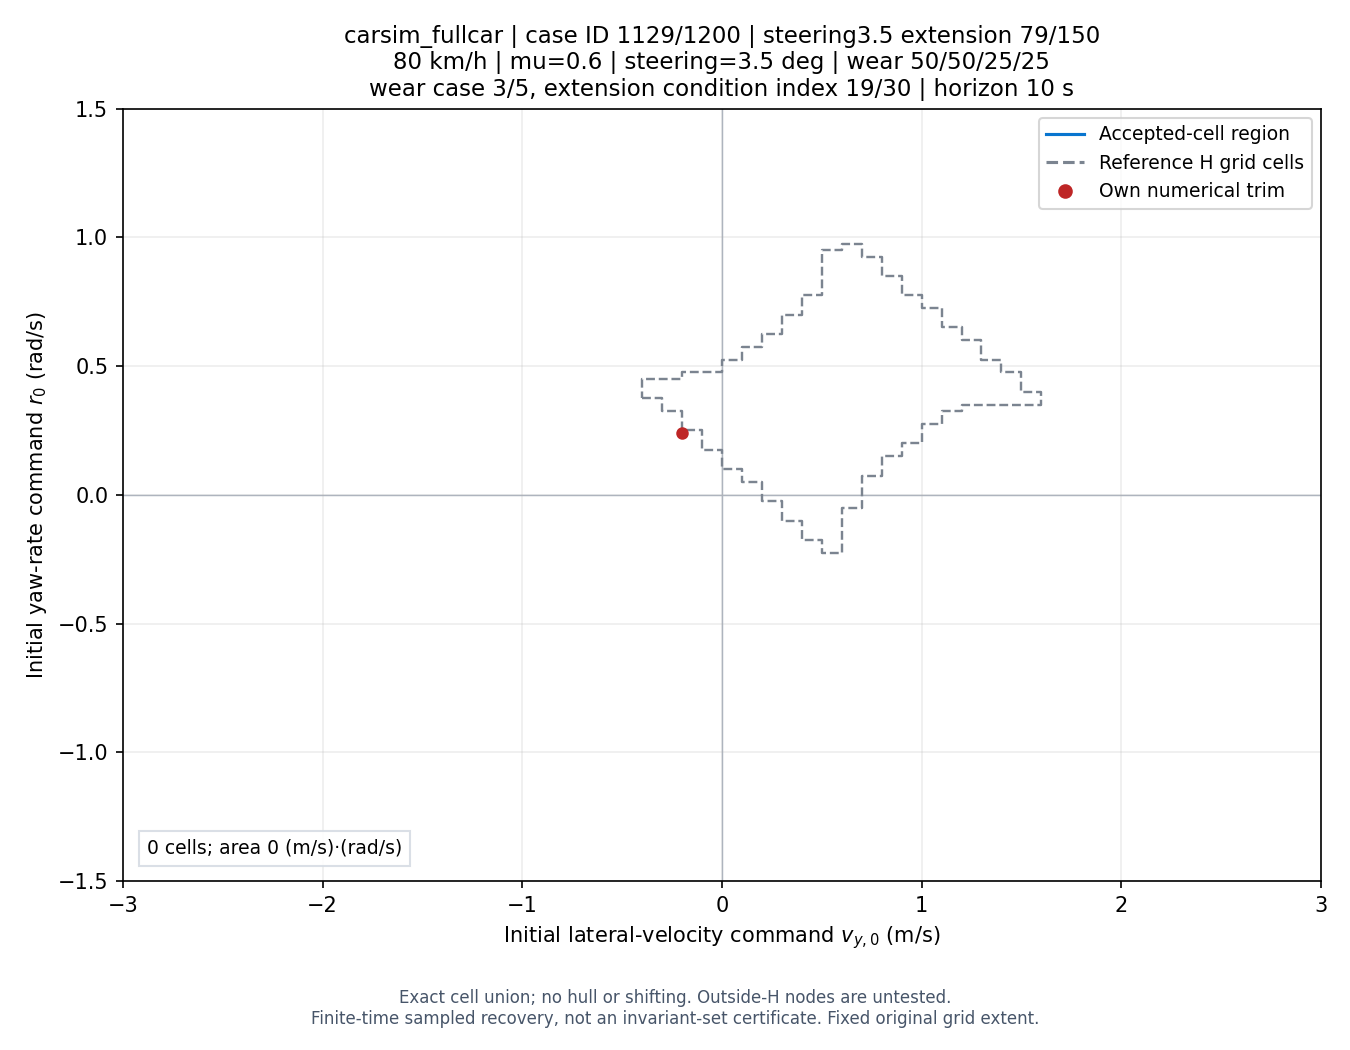 carsim_fullcar | case ID 1129/1200 | steering3.5 extension 79/150
80 km/h | mu=0.6 | steering=3.5 deg | wear 50/50/25/25
wear case 3/5, extension condition index 19/30 | horizon 10 s
Accepted-cell region
Reference H grid cells
Own numerical trim
1.5
1.0
0.5
0.0
−0.5
−1.0
−1.5
Initial yaw-rate command r₀ (rad/s)
0 cells; area 0 (m/s)·(rad/s)
−3
−2
−1
0
1
2
3
Initial lateral-velocity command v_{y,0} (m/s)
Exact cell union; no hull or shifting. Outside-H nodes are untested.
Finite-time sampled recovery, not an invariant-set certificate. Fixed original grid extent.